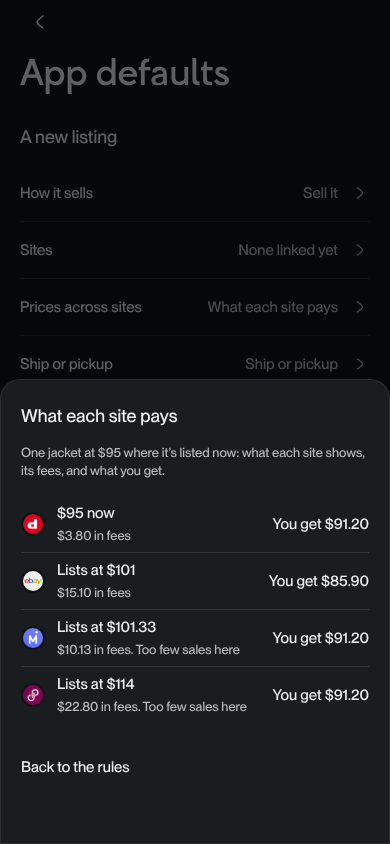 App defaults
A new listing
How it sells
Sell it
Sites
None linked yet
Prices across sites
What each site pays
Ship or pickup
Ship or pickup
What each site pays
One jacket at $95 where it's listed now: what each site shows,
its fees, and what you get.
d
$95 now
$3.80 in fees
You get $91.20
ebay
Lists at $101
$15.10 in fees
You get $85.90
M
Lists at $101.33
$10.13 in fees. Too few sales here
You get $91.20
Lists at $114
$22.80 in fees. Too few sales here
You get $91.20
Back to the rules